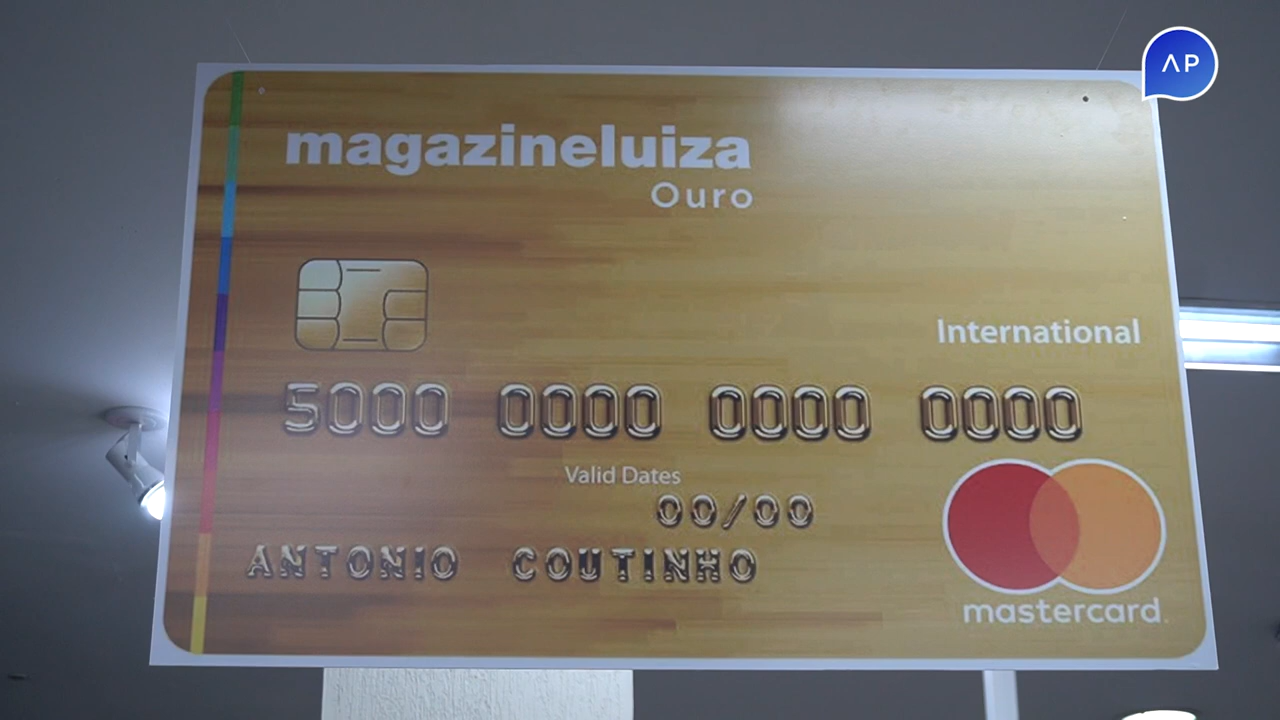 AP
magazineluiza
Ouro
International
5000 0000 0000 0000
Valid Dates
00/00
ANTONIO COUTINHO
mastercard